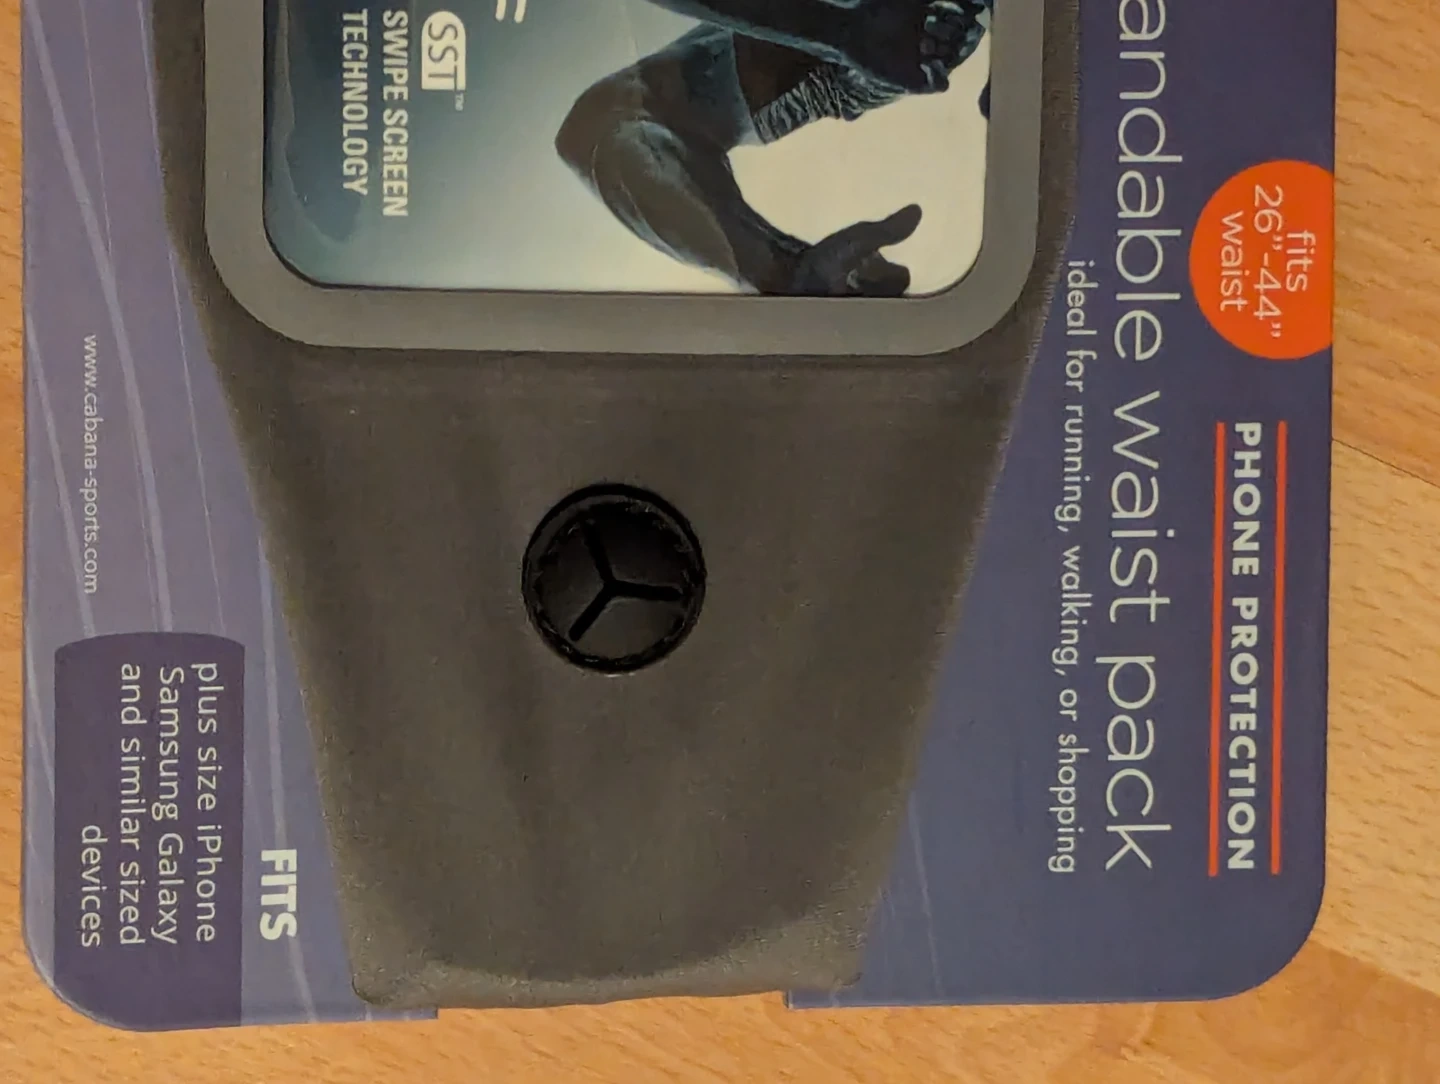 fits
26"-44"
waist
PHONE PROTECTION
andable waist pack
ideal for running, walking, or shopping
SST™
SWIPE SCREEN
TECHNOLOGY
FITS
plus size iPhone
Samsung Galaxy
and similar sized
devices
www.cabana-sports.com